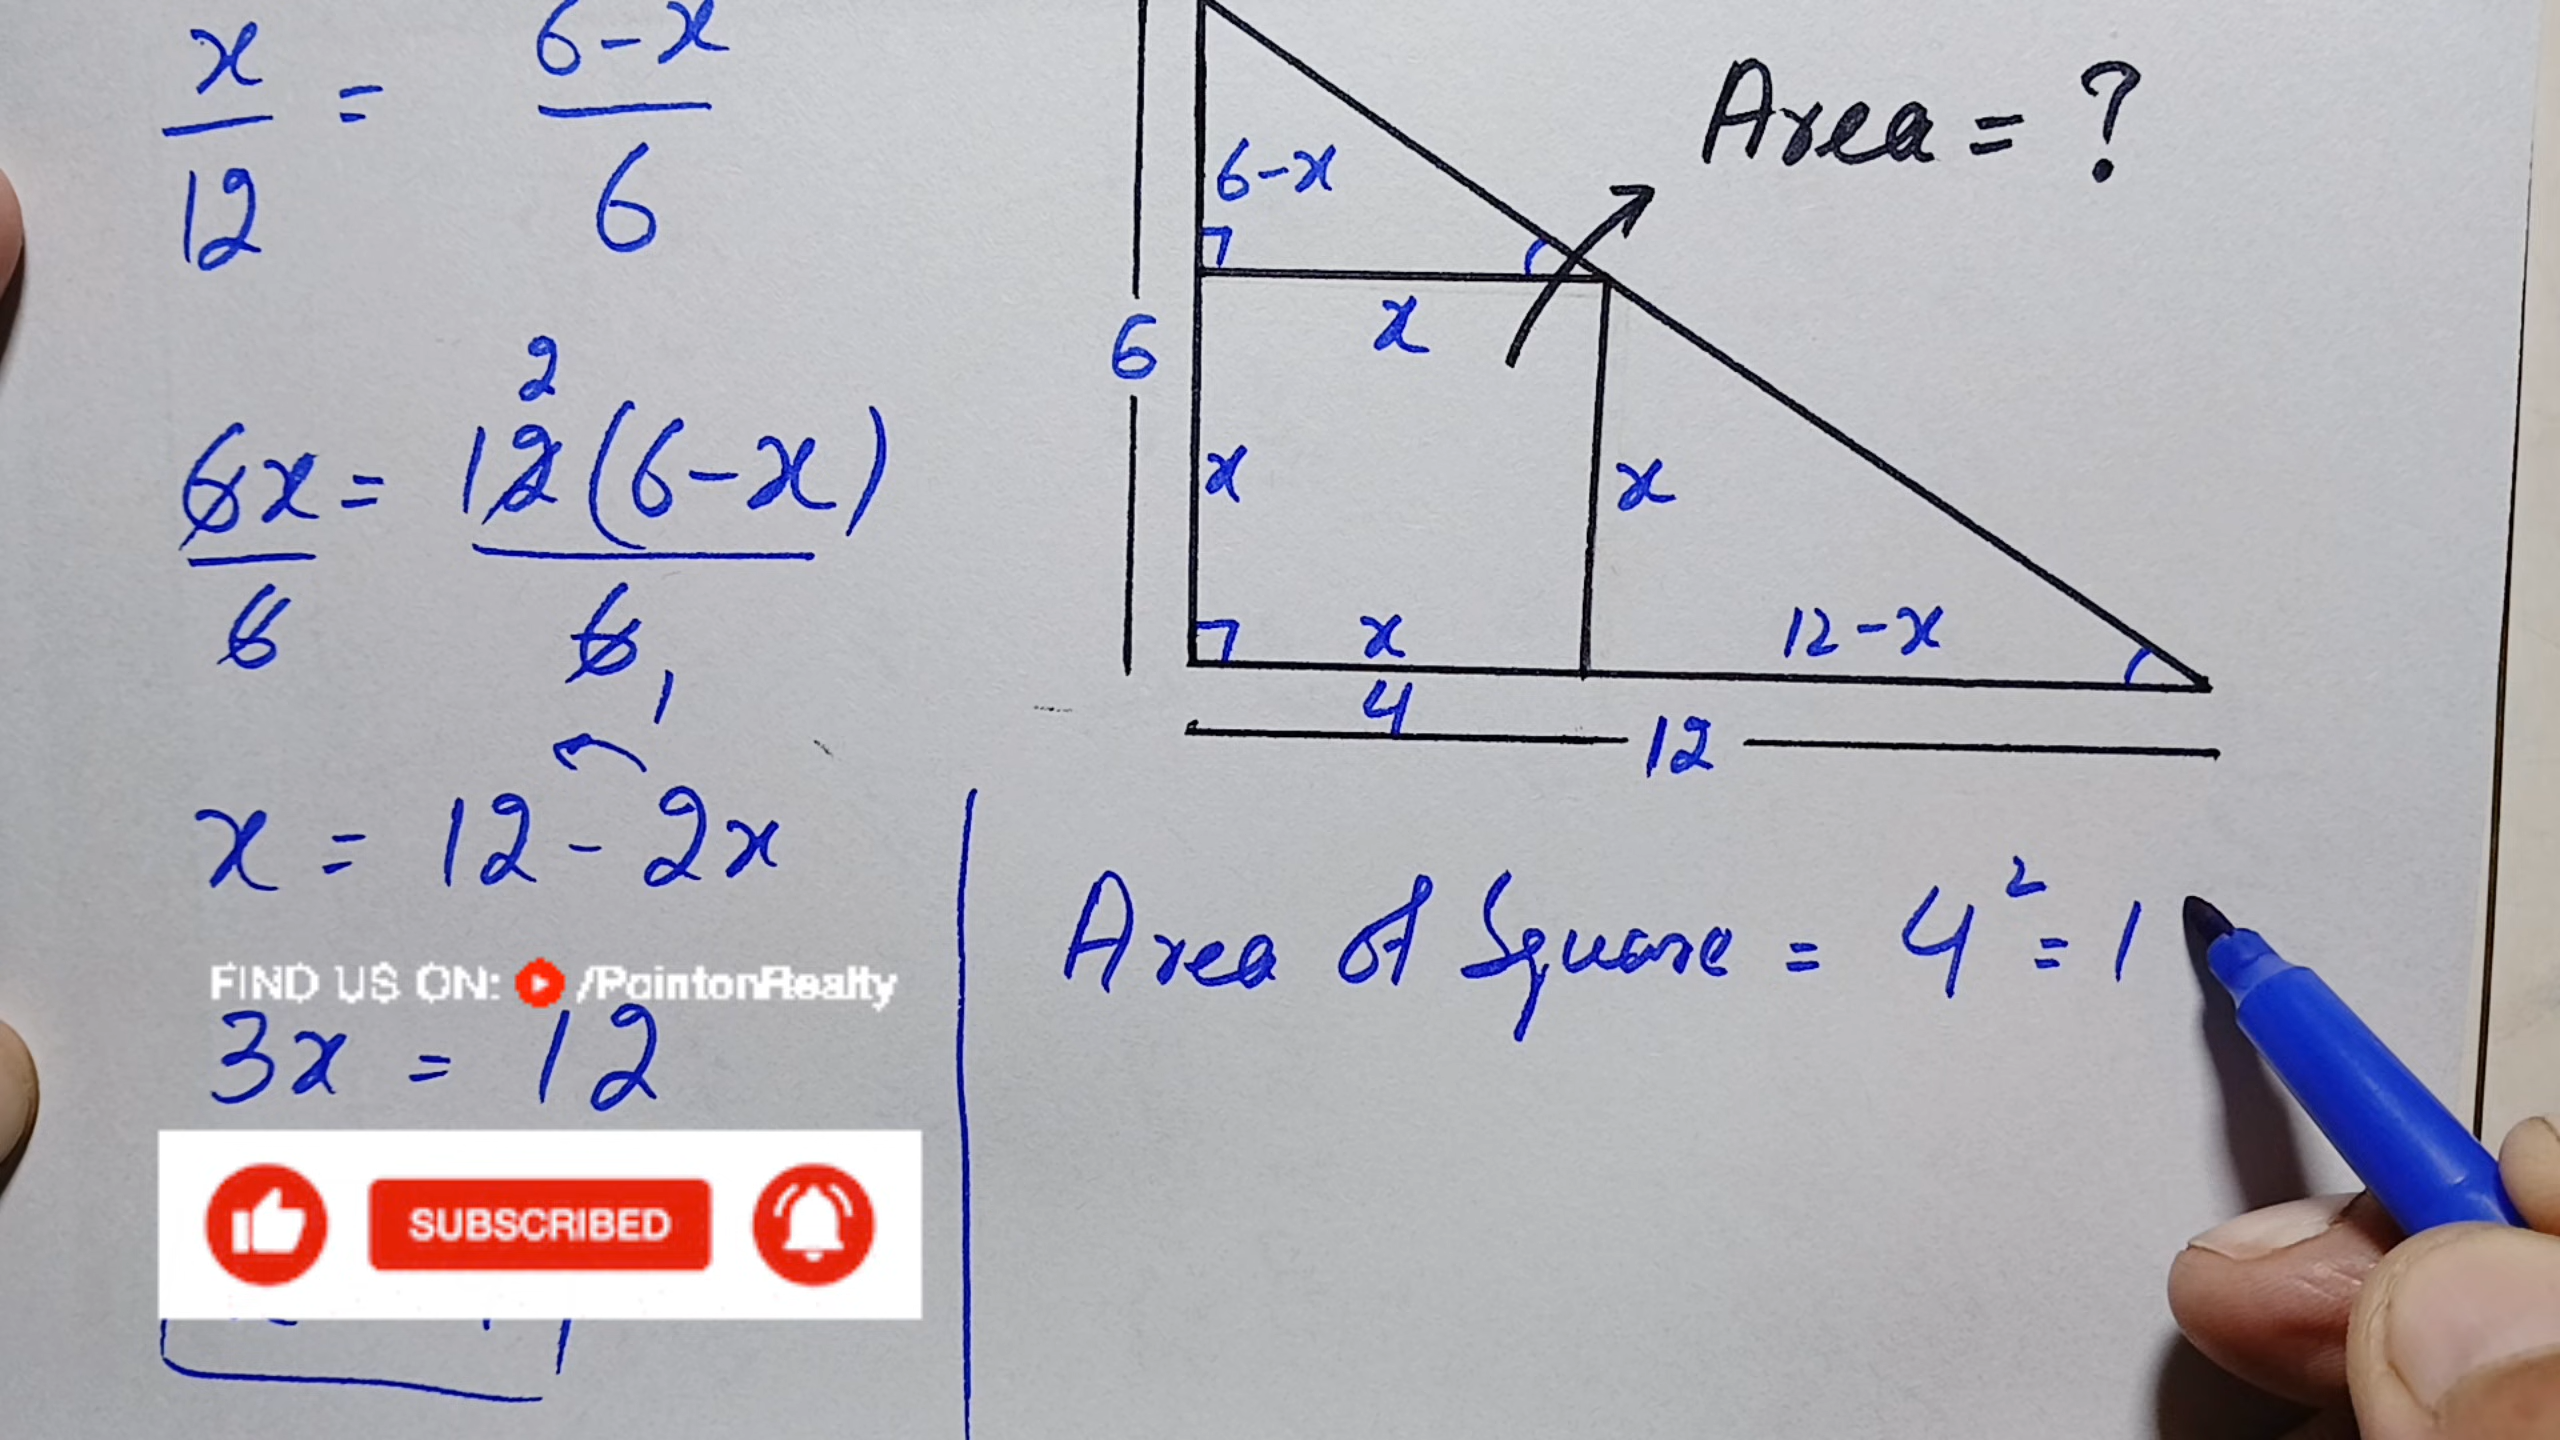 x/12 = 6-x/6
6x/6 = 12 2(6-x)/6 1
x = 12 - 2x
FIND US ON: /PointonRealty
3x = 12
SUBSCRIBED
Area = ?
6-x
x
6
x
x
x
12-x
4
12
Area of Square = 4² = 1